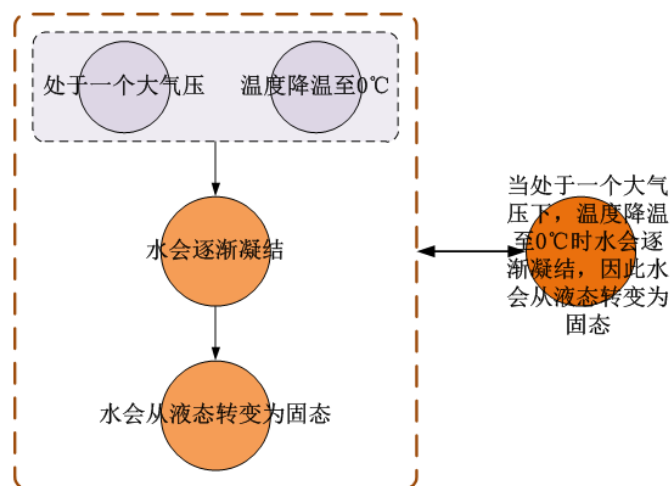 处于一个大气压
温度降温至0℃
水会逐渐凝结
水会从液态转变为固态
当处于一个大气
压下，温度降温
至0℃时水会逐
渐凝结，因此水
会从液态转变为
固态